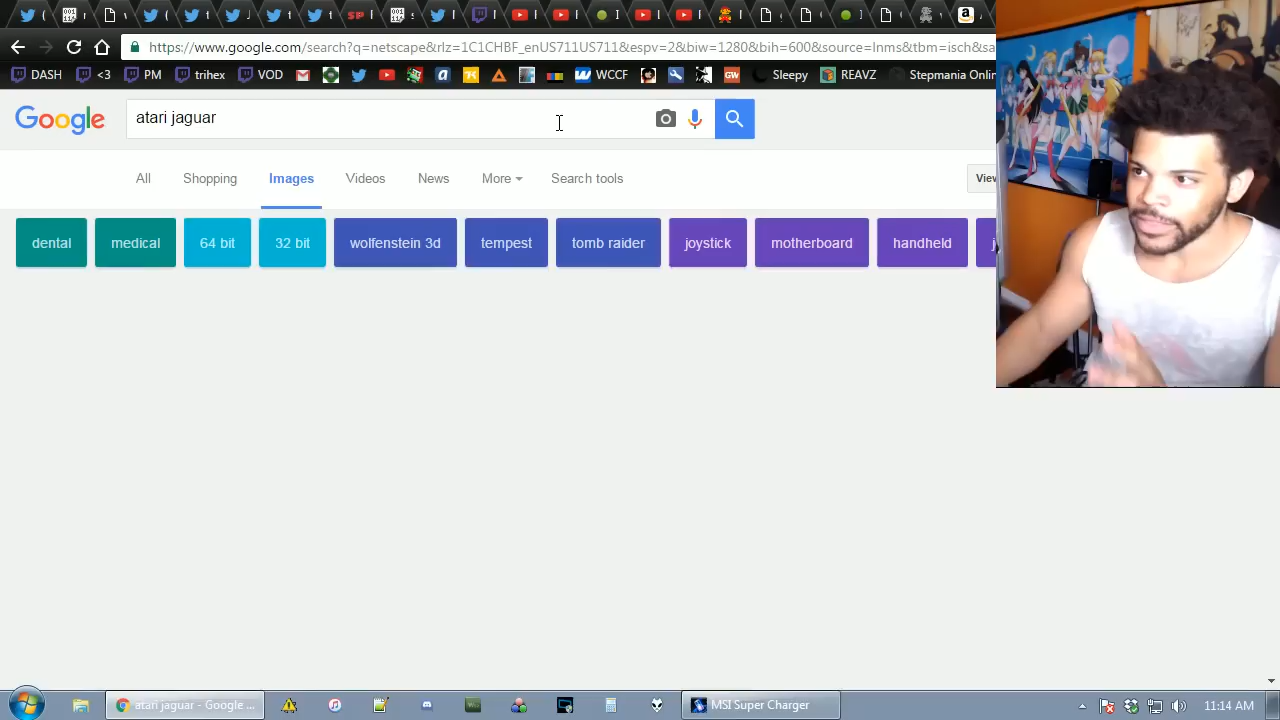 https://www.google.com/search?q=netscape&rlz=1C1CHBF_enUS711US711&espv=2&biw=1280&bih=600&source=lnms&tbm=isch&sa
DASH <3 PM trihex VOD WCCF Sleepy REAVZ Stepmania Onli
Google atari jaguar
All Shopping Images Videos News More Search tools View
dental medical 64 bit 32 bit wolfenstein 3d tempest tomb raider joystick motherboard handheld j
atari jaguar - Google ... MSI Super Charger 11:14 AM